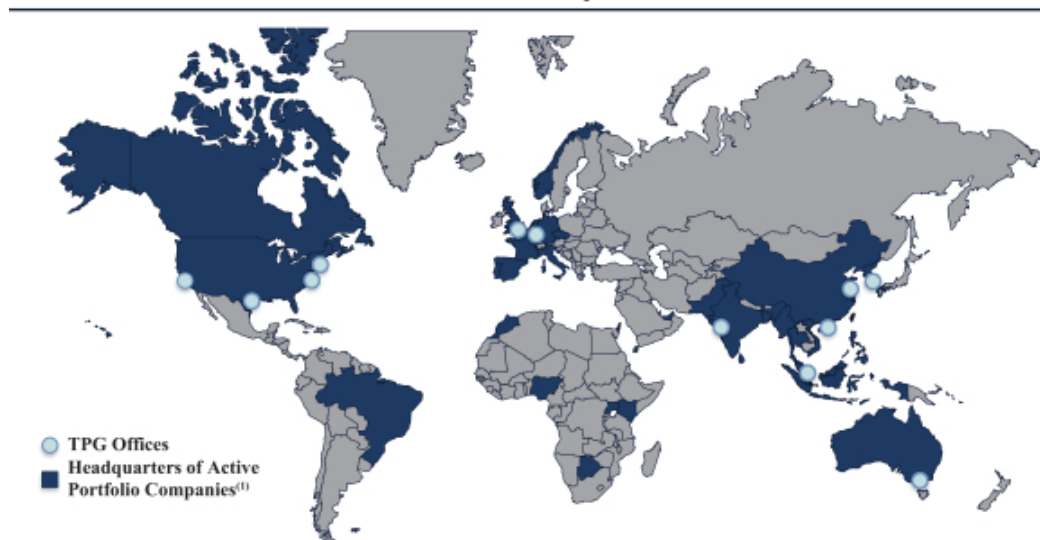 TPG Offices
Headquarters of Active
Portfolio Companies(1)